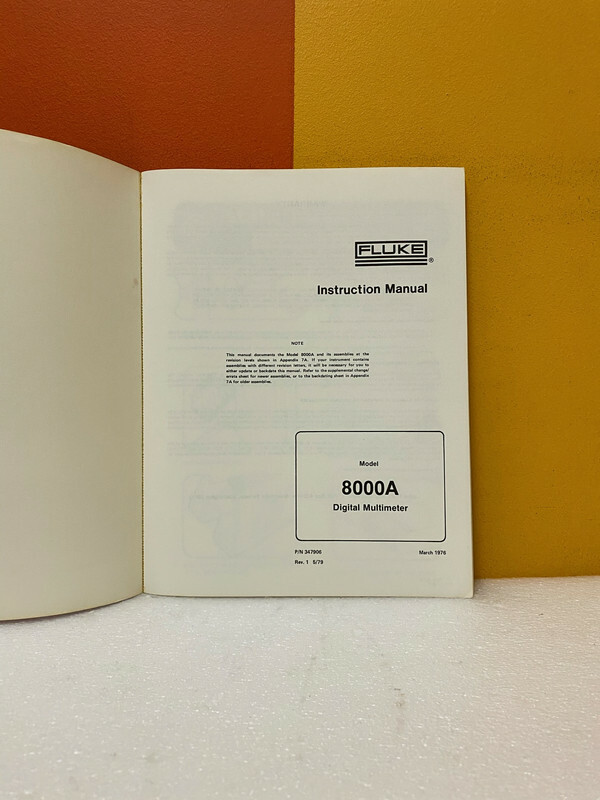 FLUKE
®
Instruction Manual
NOTE
This manual documents the Model 8000A and its assemblies at the
revision levels shown in Appendix 7A. If your instrument contains
assemblies with different revision letters, it will be necessary for you to
either update or backdate this manual. Refer to the supplemental change/
errata sheet for newer assemblies, or to the backdating sheet in Appendix
7A for older assemblies.
Model
8000A
Digital Multimeter
P/N 347906
March 1976
Rev. 1 5/79